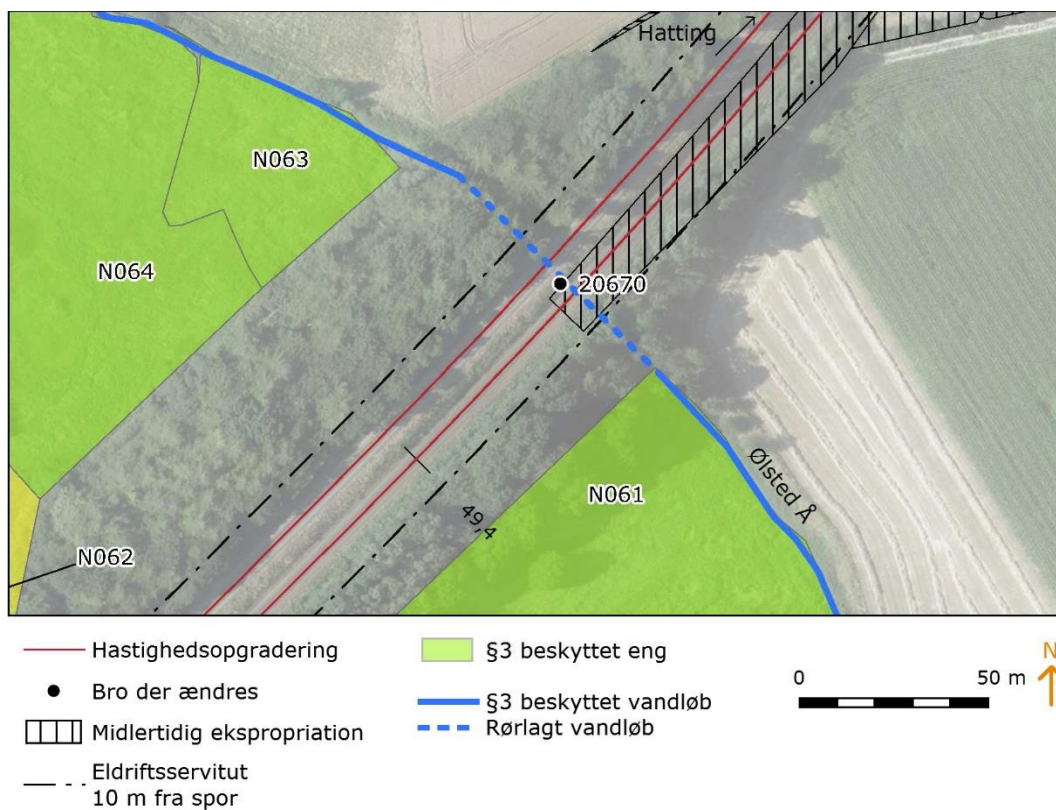 Hatting
N063
N064
20670
N061
Ølsted Å
49,4
N062
Hastighedsopgradering
Bro der ændres
Midlertidig ekspropriation
Eldriftsservitut
10 m fra spor
§3 beskyttet eng
§3 beskyttet vandløb
Rørlagt vandløb
0 50 m
N